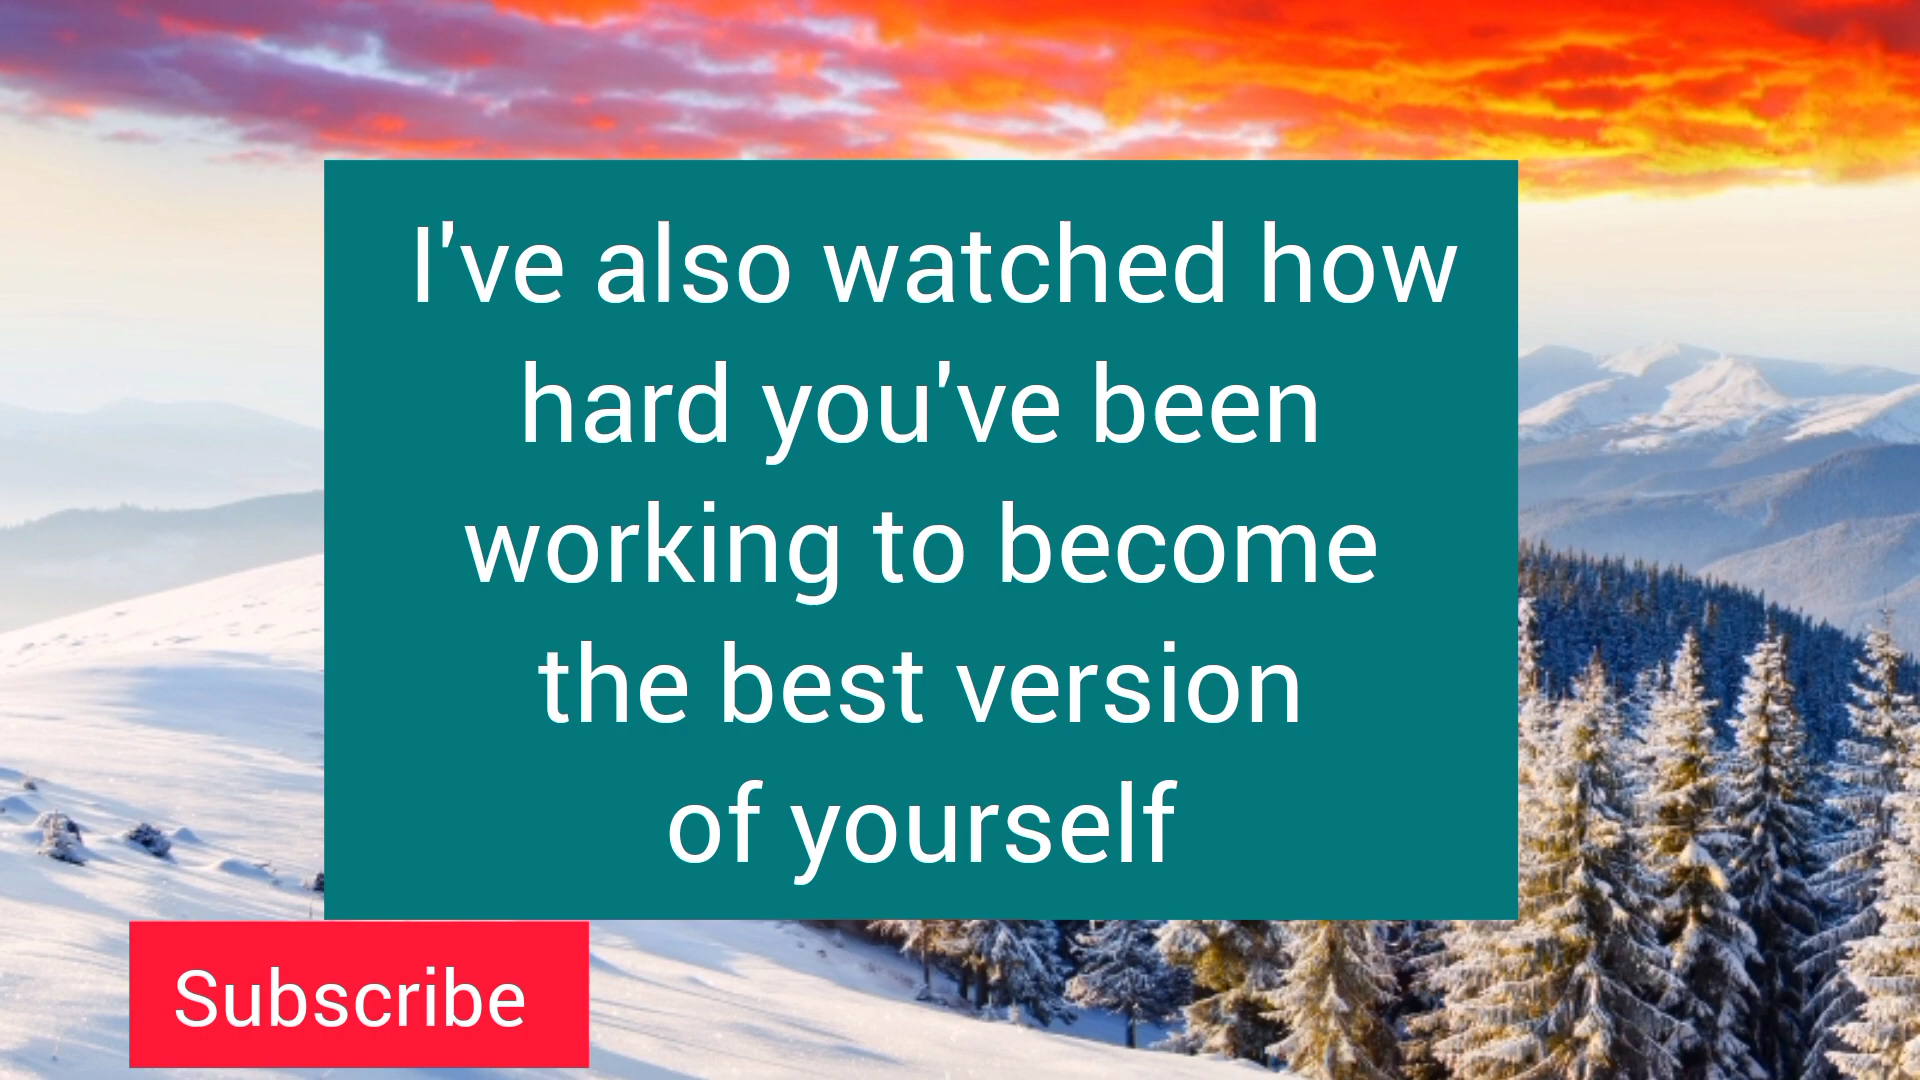 I've also watched how
hard you've been
working to become
the best version
of yourself
Subscribe